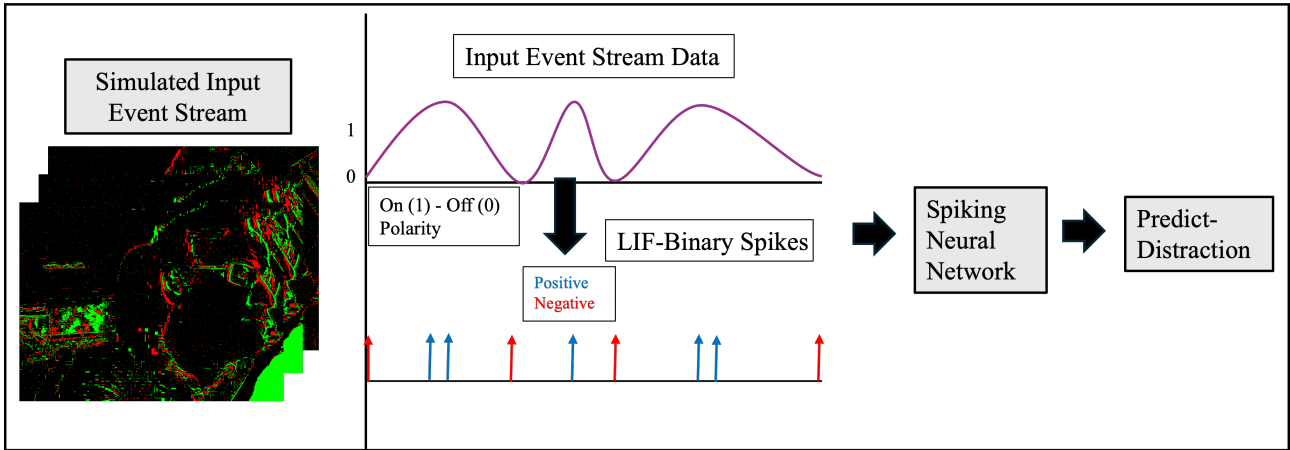 Simulated Input
Event Stream
Input Event Stream Data
1
0
On (1) - Off (0)
Polarity
LIF-Binary Spikes
Positive
Negative
Spiking
Neural
Network
Predict-
Distraction